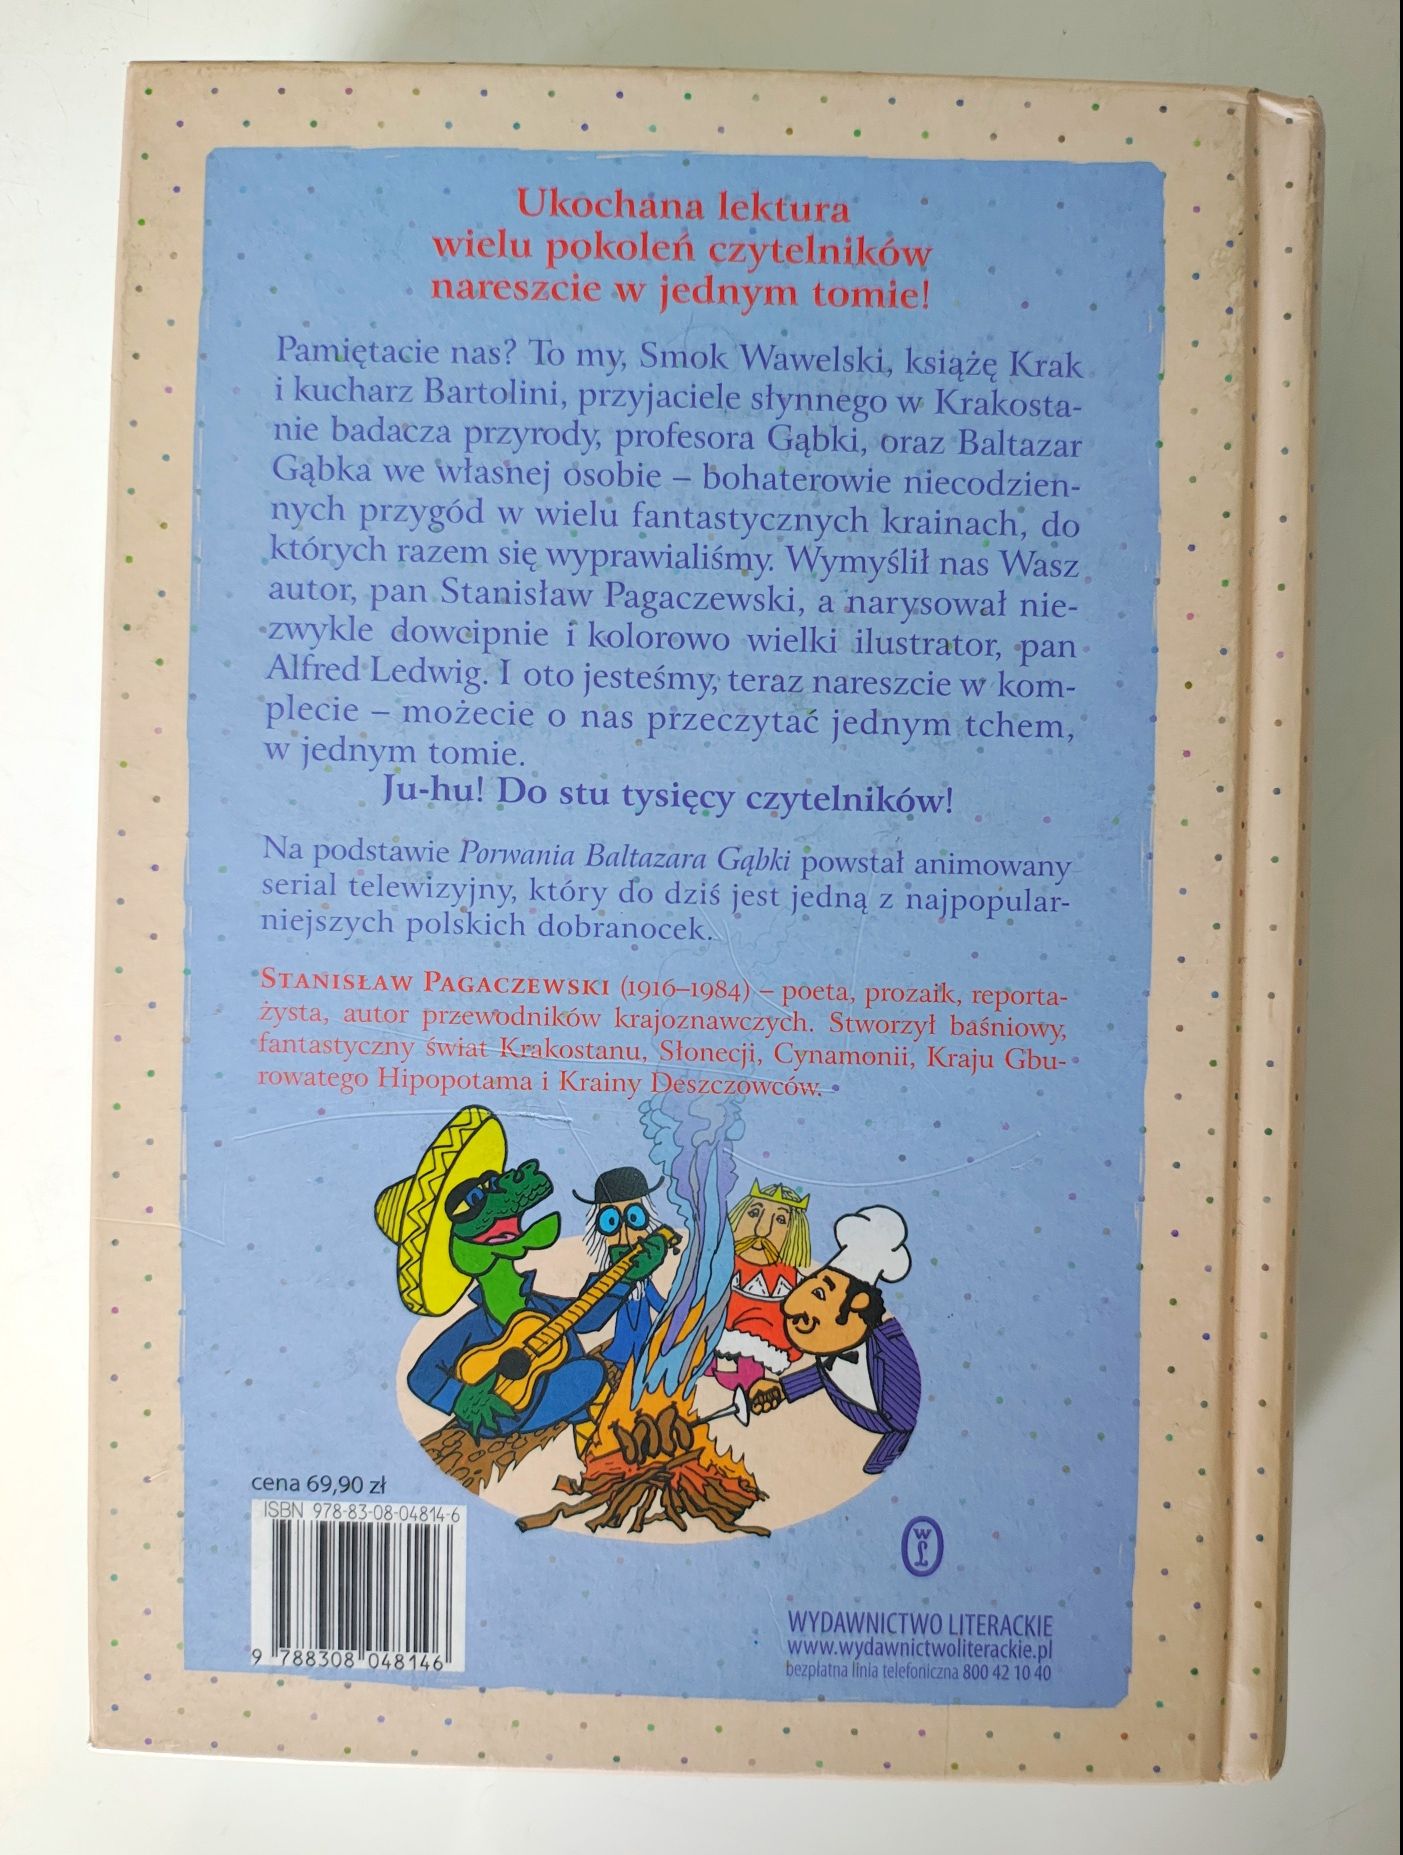 Ukochana lektura
wielu pokoleń czytelników
nareszcie w jednym tomie!
Pamiętacie nas? To my, Smok Wawelski, książę Krak
i kucharz Bartolini, przyjaciele słynnego w Krakosta-
nie badacza przyrody, profesora Gąbki, oraz Baltazar
Gąbka we własnej osobie – bohaterowie niecodzien-
nych przygód w wielu fantastycznych krainach, do
których razem się wyprawialiśmy. Wymyślił nas Wasz
autor, pan Stanisław Pagaczewski, a narysował nie-
zwykle dowcipnie i kolorowo wielki ilustrator, pan
Alfred Ledwig. I oto jesteśmy, teraz nareszcie w kom-
plecie – możecie o nas przeczytać jednym tchem,
w jednym tomie.
Ju-hu! Do stu tysięcy czytelników!
Na podstawie Porwania Baltazara Gąbki powstał animowany
serial telewizyjny, który do dziś jest jedną z najpopular-
niejszych polskich dobranocek.
STANISŁAW PAGACZEWSKI (1916–1984) – poeta, prozaik, reporta-
żysta, autor przewodników krajoznawczych. Stworzył baśniowy,
fantastyczny świat Krakostanu, Słonecji, Cynamonii, Kraju Gbu-
rowatego Hipopotama i Krainy Deszczowców.
cena 69,90 zł
ISBN 978-83-08-04814-6
9 788308 048146
WL
WYDAWNICTWO LITERACKIE
www.wydawnictwoliterackie.pl
bezpłatna linia telefoniczna 800 42 10 40